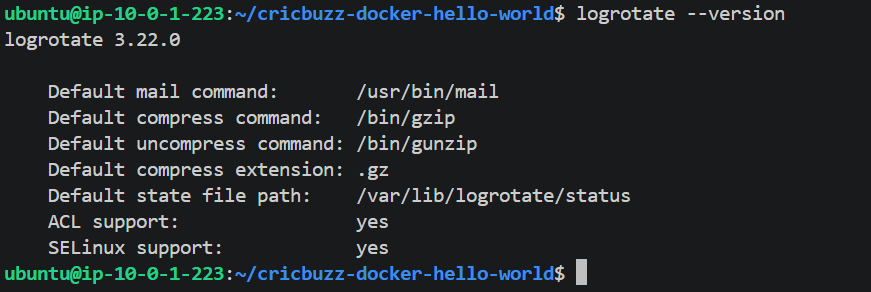 ubuntu@ip-10-0-1-223:~/cricbuzz-docker-hello-world$ logrotate --version
logrotate 3.22.0

    Default mail command:       /usr/bin/mail
    Default compress command:   /bin/gzip
    Default uncompress command: /bin/gunzip
    Default compress extension: .gz
    Default state file path:    /var/lib/logrotate/status
    ACL support:                yes
    SELinux support:            yes
ubuntu@ip-10-0-1-223:~/cricbuzz-docker-hello-world$